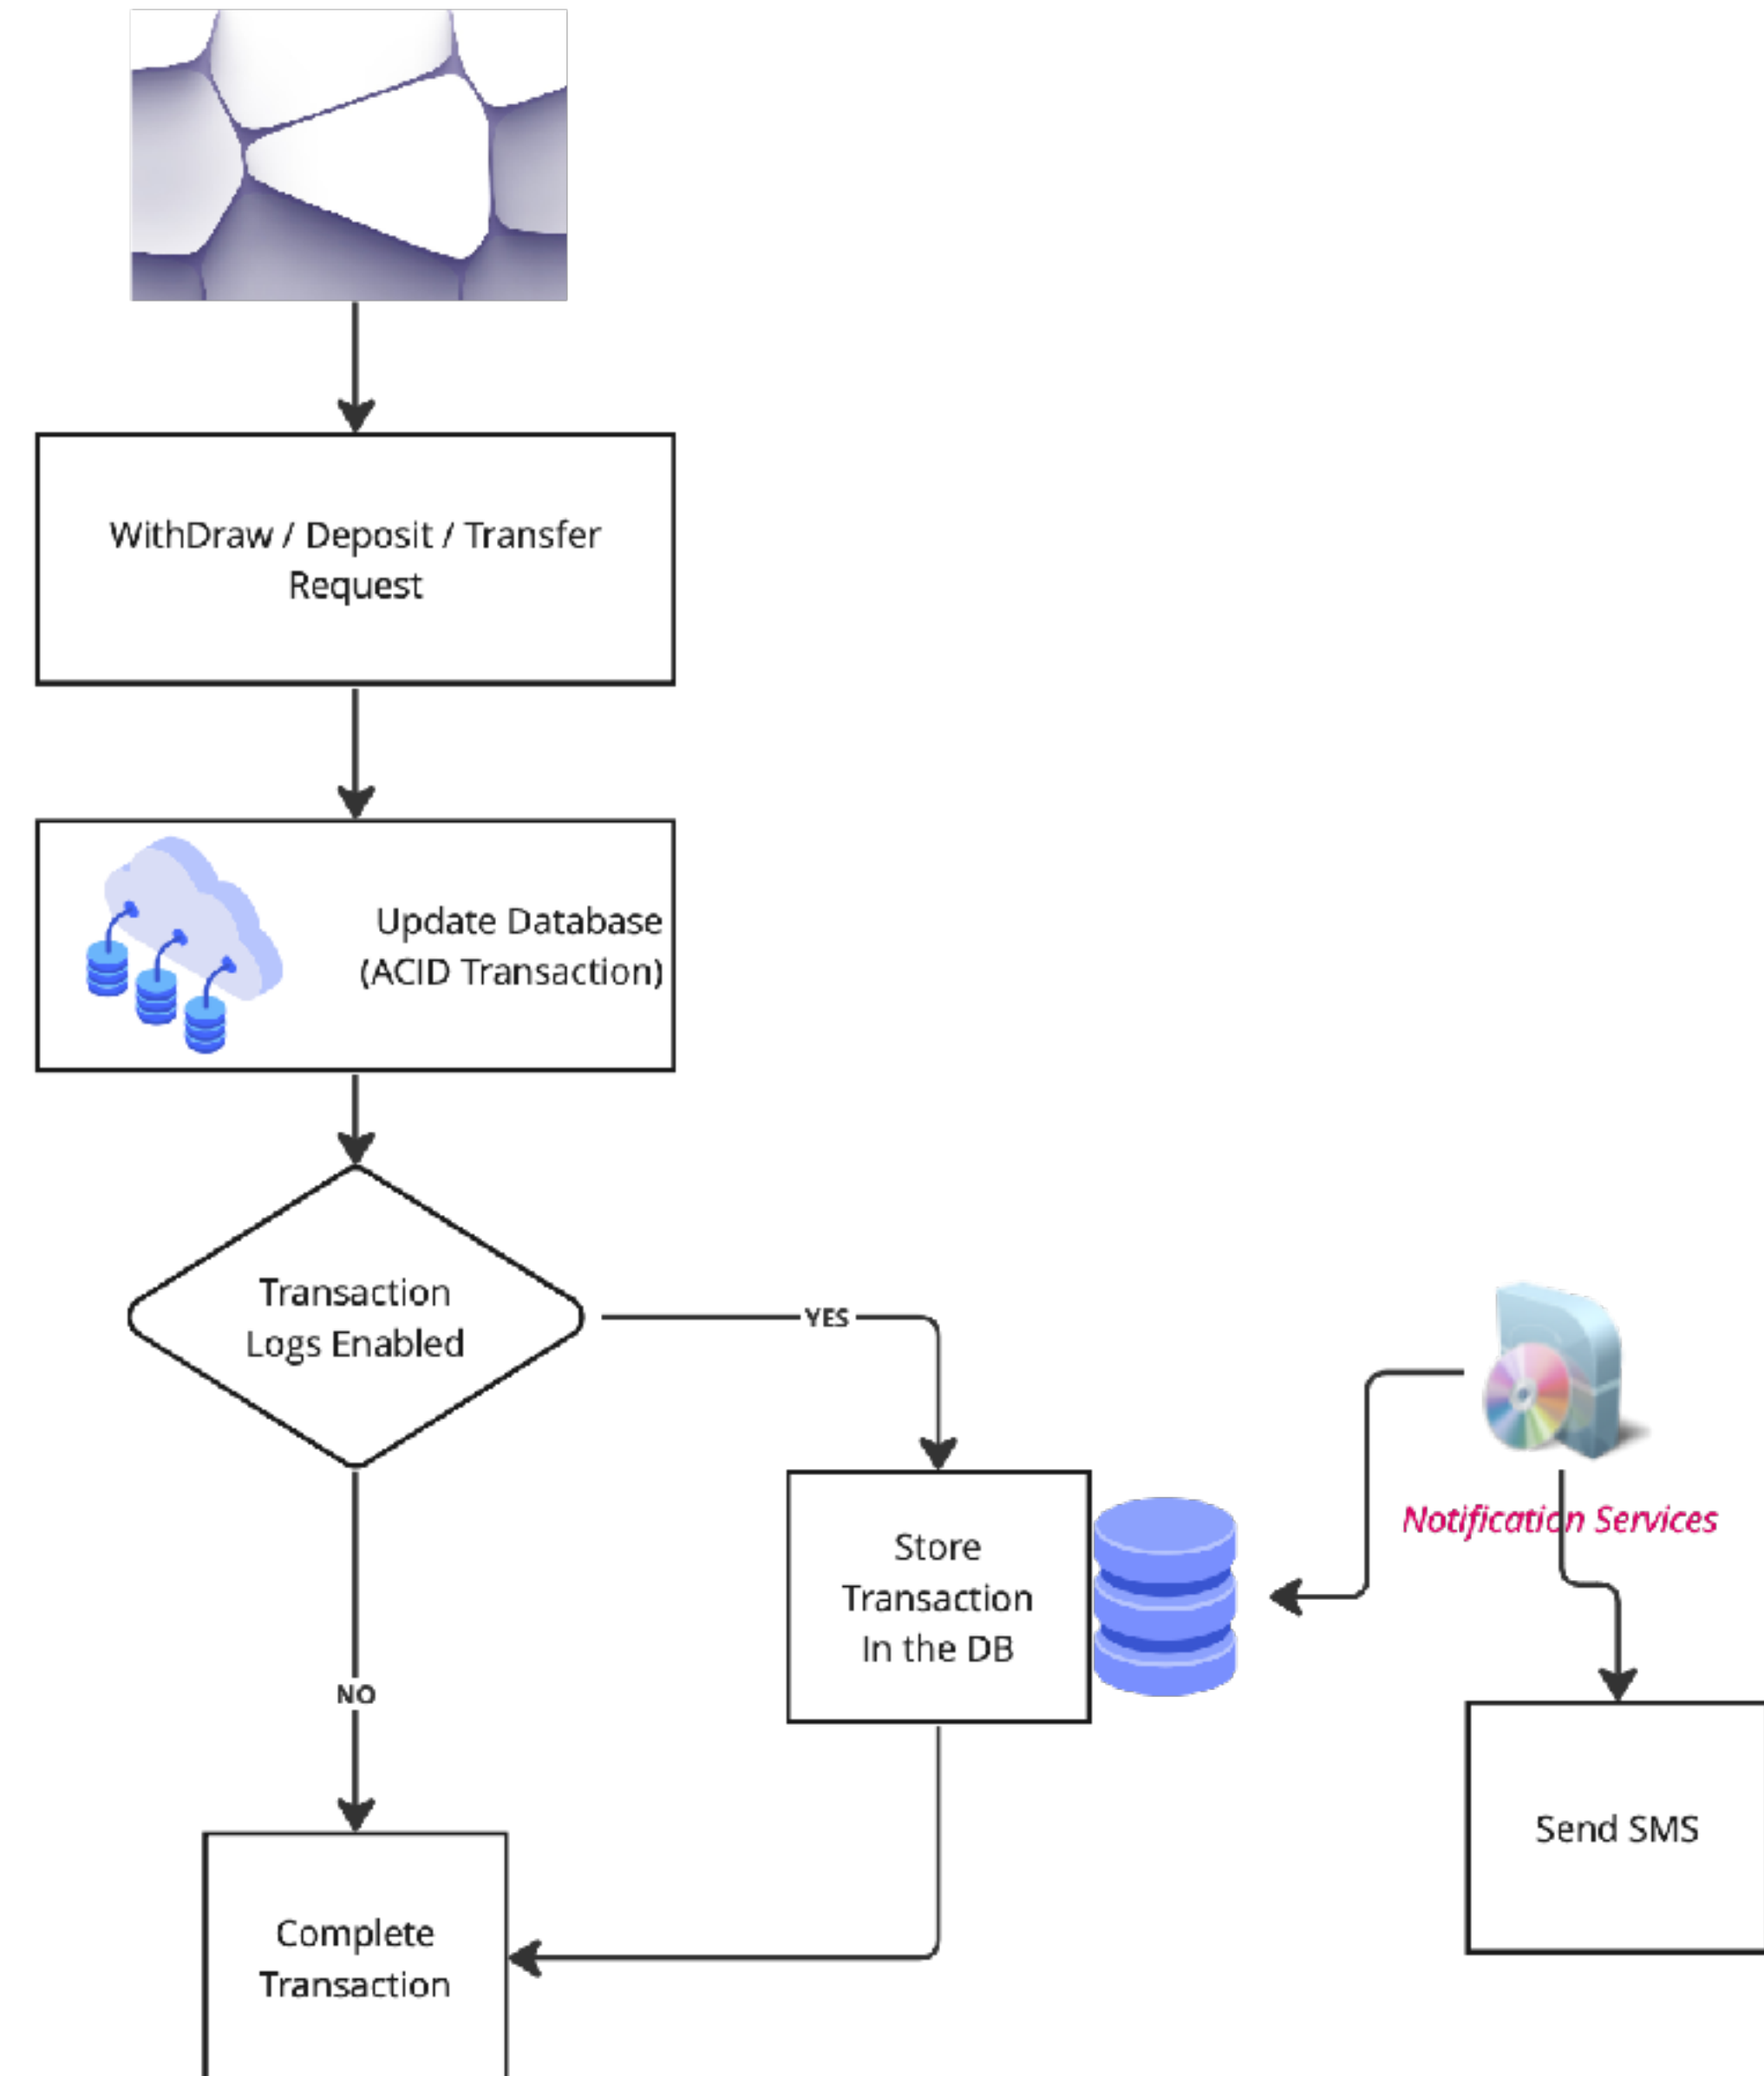 WithDraw / Deposit / Transfer
Request
Update Database
(ACID Transaction)
Transaction
Logs Enabled
YES
Notification Services
Store
Transaction
In the DB
NO
Send SMS
Complete
Transaction